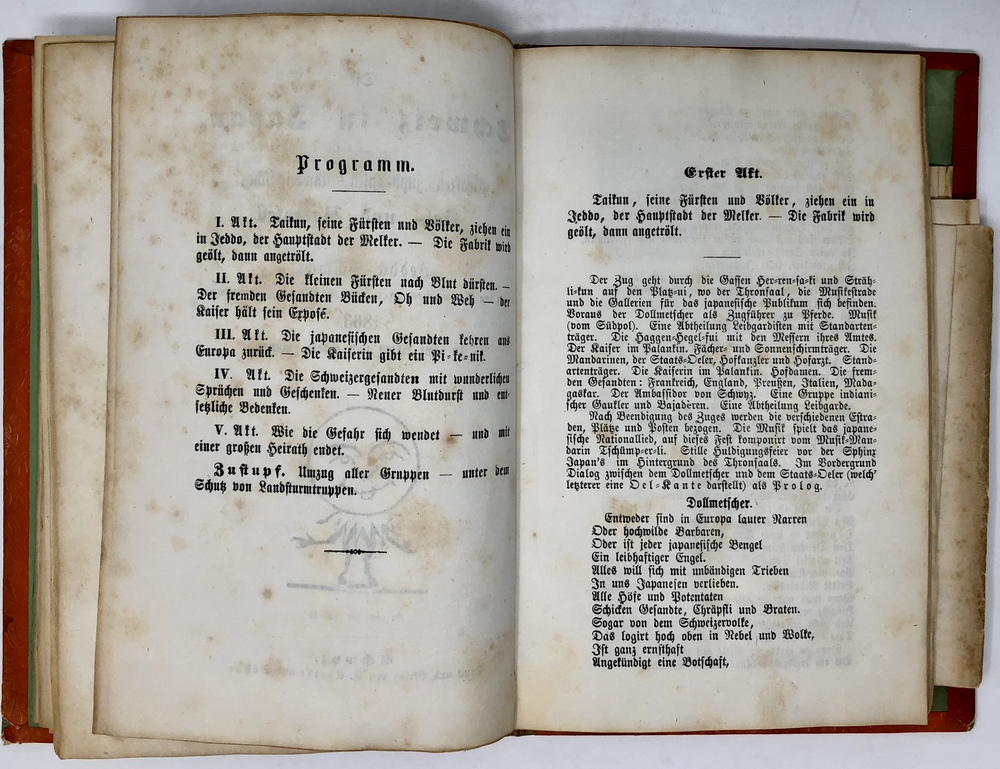 Programm.
I. Akt. Taikun, seine Fürsten und Völker, ziehen ein
in Jeddo, der Hauptstadt der Melker. — Die Fabrik wird
geölt, dann angetrölt.
II. Akt. Die kleinen Fürsten nach Blut dürsten. —
Der fremden Gesandten Bücken, Oh und Weh — der
Kaiser hält sein Exposé.
III. Akt. Die japanesischen Gesandten kehren aus
Europa zurück. — Die Kaiserin gibt ein Pi-ke-nik.
IV. Akt. Die Schweizergesandten mit wunderlichen
Sprüchen und Geschenken. — Neuer Blutdurst und ent-
setzliche Bedenken.
V. Akt. Wie die Gefahr sich wendet — und mit
einer großen Heirath endet.
Zustupf. Umzug aller Gruppen — unter dem
Schutz von Landsturmtruppen.
Erster Akt.
Taikun, seine Fürsten und Völker, ziehen ein in
Jeddo, der Hauptstadt der Melker. — Die Fabrik wird
geölt, dann angetrölt.
Der Zug geht durch die Gassen Her-ren-sa-ki und Sträh-
li-kun auf den Platz-ui, wo der Thronsaal, die Musikestrade
und die Gallerien für das japanesische Publikum sich befinden.
Voraus der Dollmetscher als Zugführer zu Pferde. Musik
(vom Südpol). Eine Abtheilung Leibgardisten mit Standarten-
träger. Die Haggen-Hegel-fui mit den Messern ihres Amtes.
Der Kaiser im Palankin. Fächer- und Sonnenschirmträger. Die
Mandarinen, der Staats-Oeler, Hofkanzler und Hofarzt. Stand-
artenträger. Die Kaiserin im Palankin. Hofdamen. Die frem-
den Gesandten: Frankreich, England, Preußen, Italien, Mada-
gaskar. Der Ambassidor von Schwyz. Eine Gruppe indiani-
scher Gaukler und Bajadèren. Eine Abtheilung Leibgarde.
Nach Beendigung des Zuges werden die verschiedenen Estra-
den, Plätze und Posten bezogen. Die Musik spielt das japane-
sische Nationallied, auf dieses Fest komponirt vom Musik-Man-
darin Tschümp-er-li. Stille Huldigungsfeier vor der Sphinx
Japan's im Hintergrund des Thronsaals. Im Vordergrund
Dialog zwischen dem Dollmetscher und dem Staats-Oeler (welch'
letzterer eine Oel-Kante darstellt) als Prolog.
Dollmetscher.
Entweder sind in Europa lauter Narren
Oder hochwilde Barbaren,
Oder ist jeder japanesische Bengel
Ein leibhaftiger Engel.
Alles will sich mit unbändigen Trieben
In uns Japanesen verlieben.
Alle Höfe und Potentaten
Schicken Gesandte, Chräpfli und Braten.
Sogar von dem Schweizervolke,
Das logirt hoch oben in Nebel und Wolke,
Ist ganz ernsthaft
Angekündigt eine Botschaft,